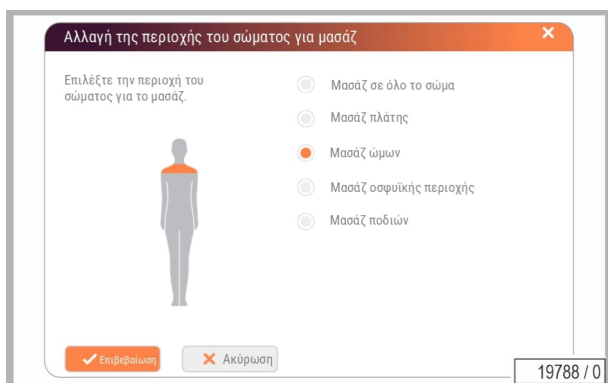 Αλλαγή της περιοχής του σώματος για μασάζ
Επιλέξτε την περιοχή του
σώματος για το μασάζ.
Μασάζ σε όλο το σώμα
Μασάζ πλάτης
Μασάζ ώμων
Μασάζ οσφυϊκής περιοχής
Μασάζ ποδιών
Επιβεβαίωση
Ακύρωση
19788 / 0